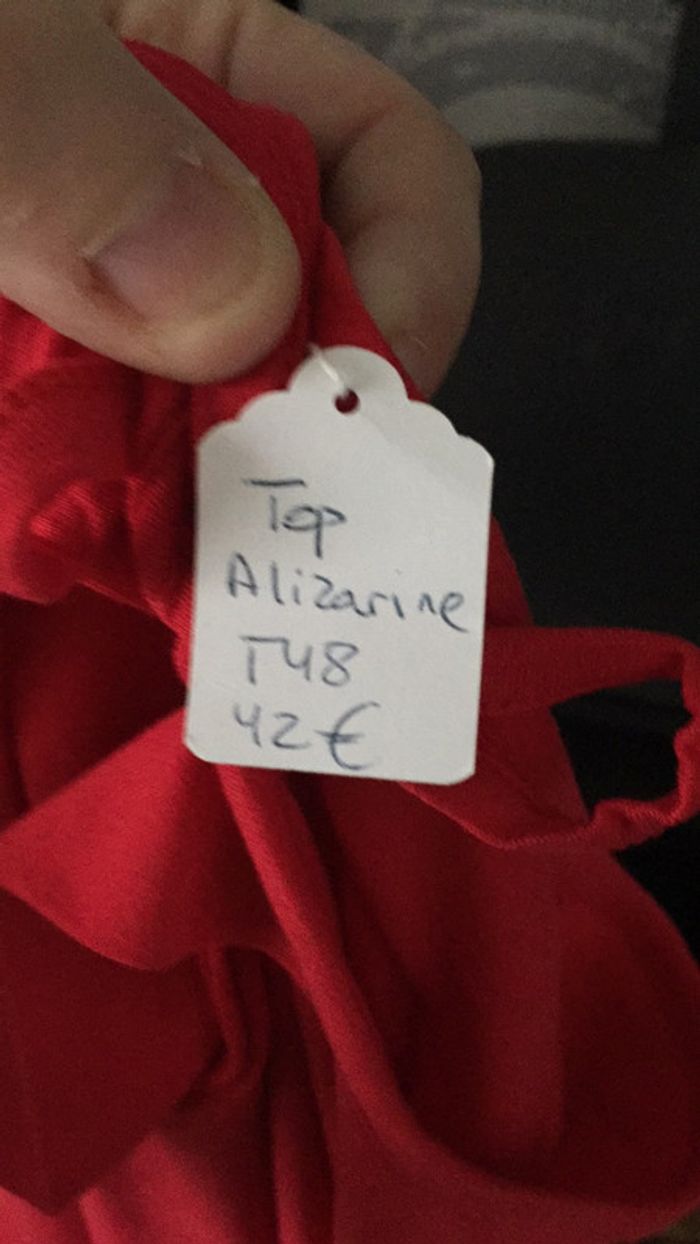 Top
Alizarine
T48
42€